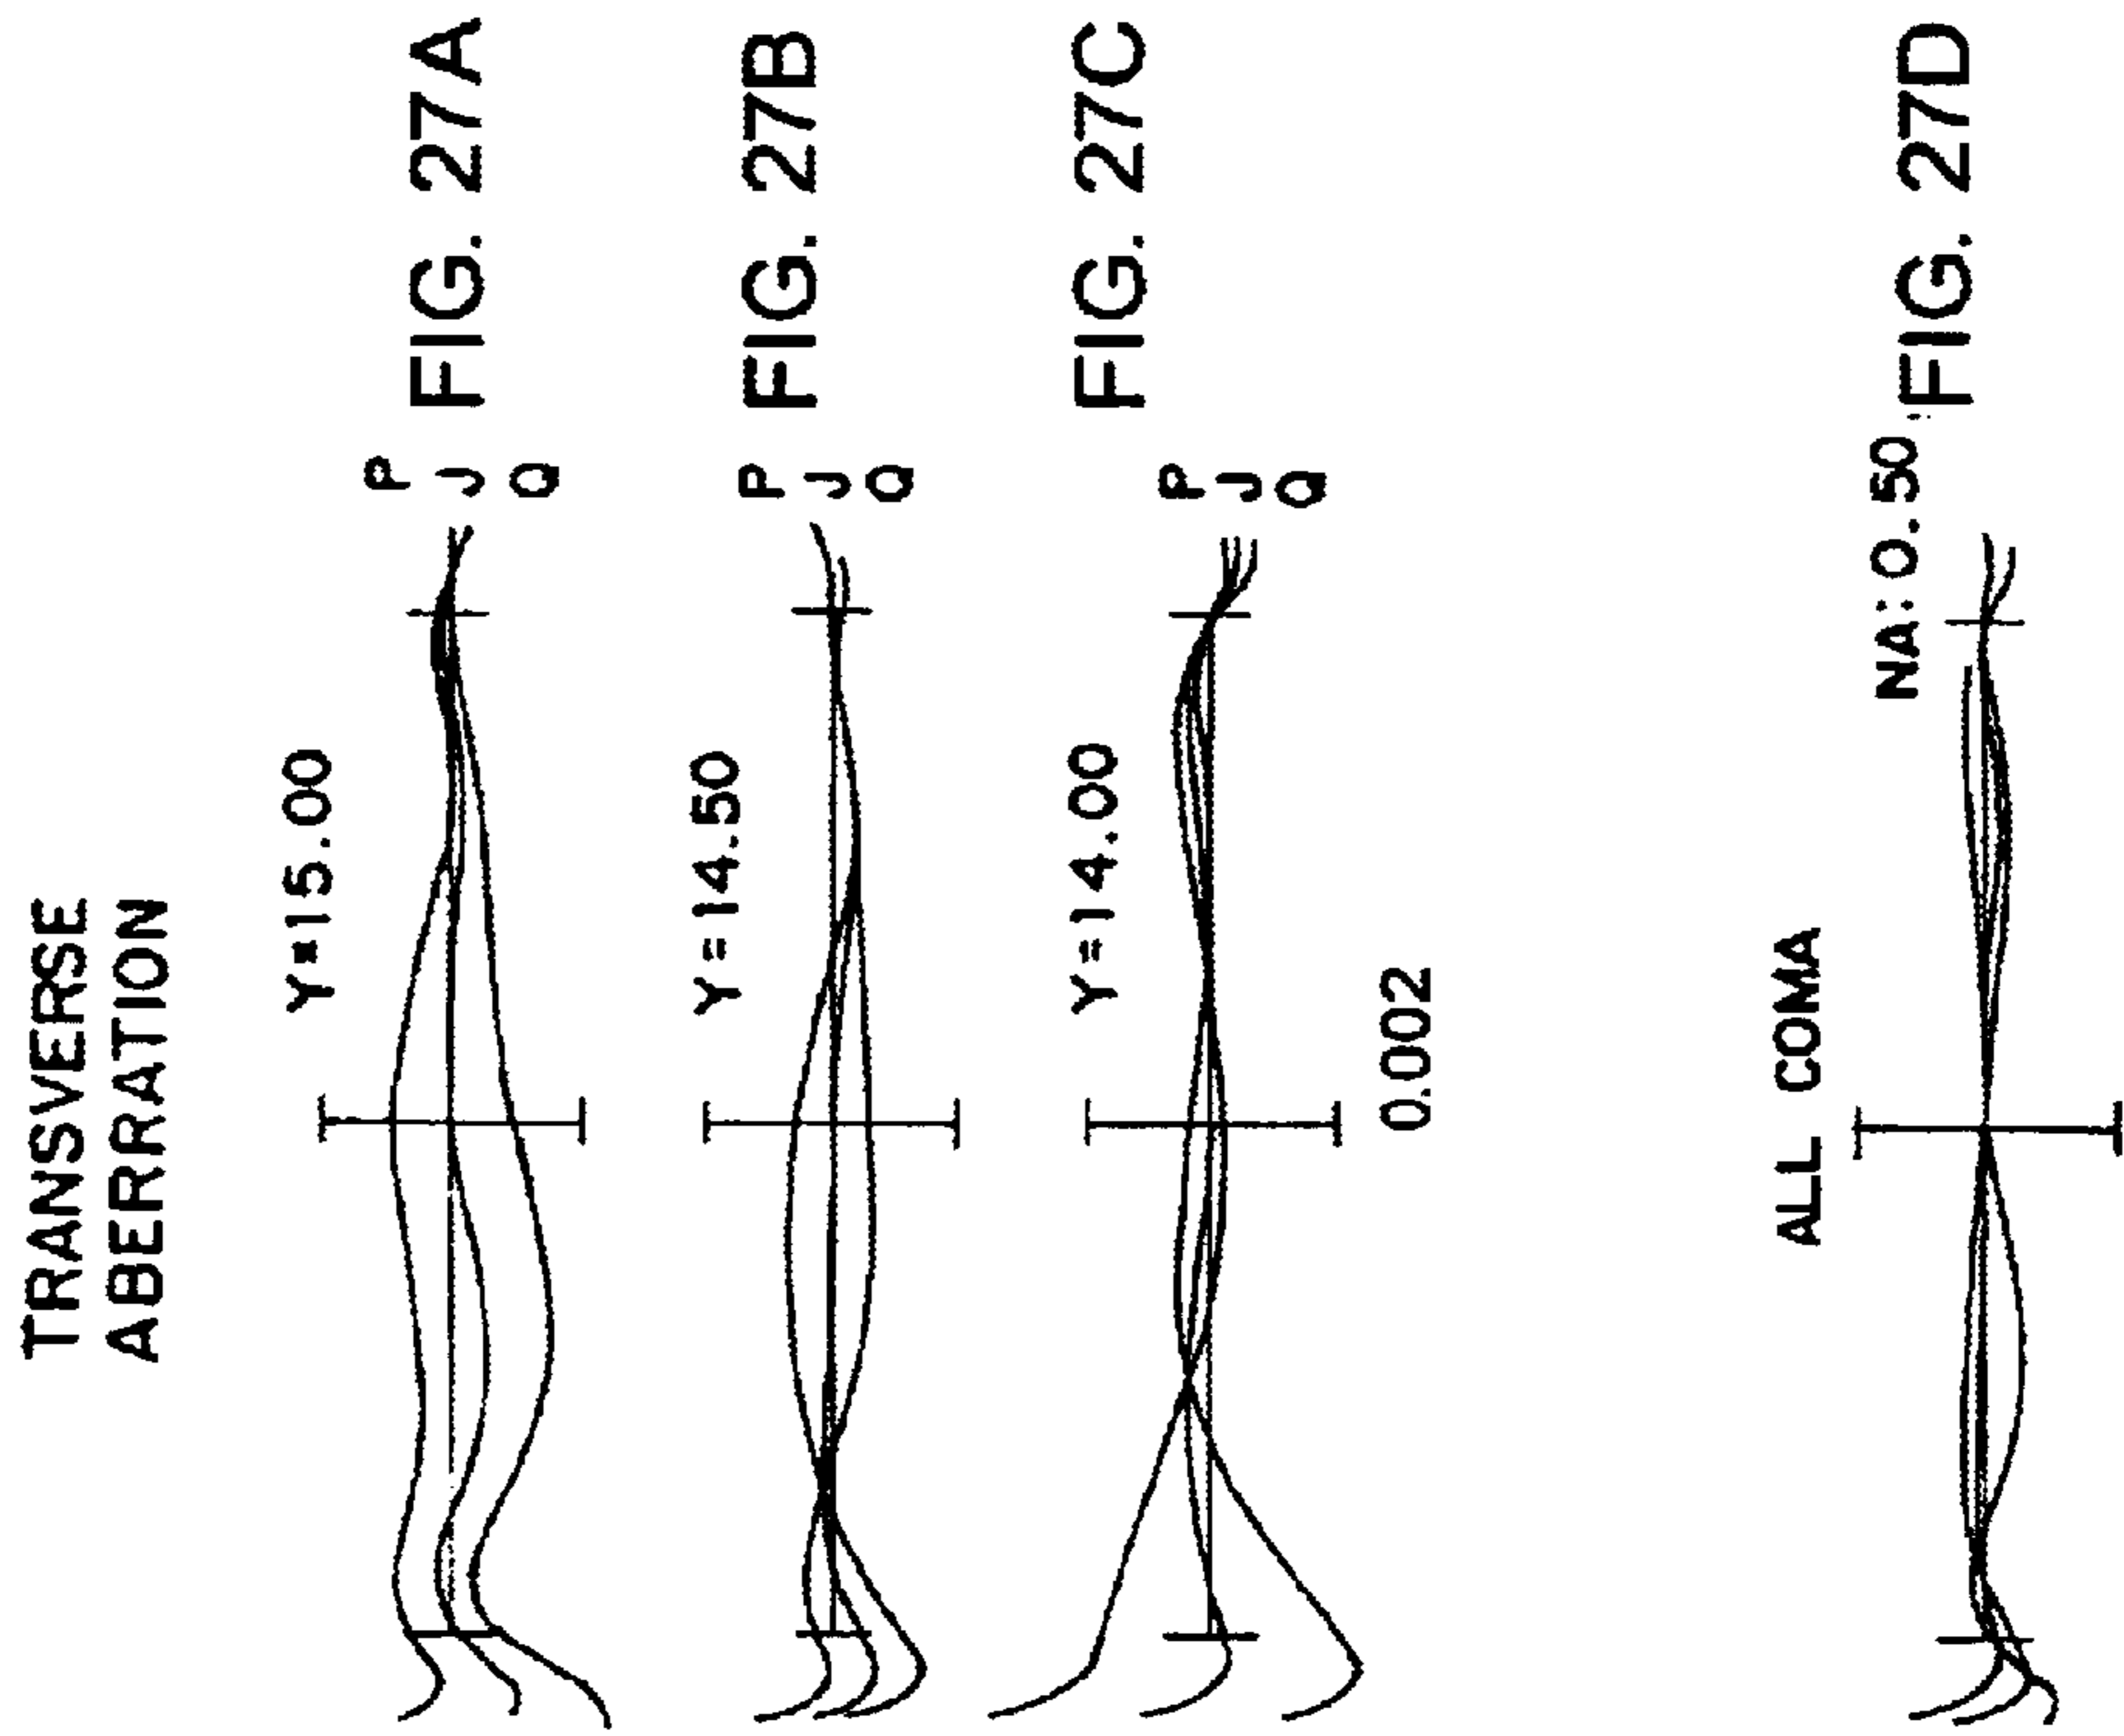 TRANSVERSE
ABERRATION
Y=15.00
P
J
Q
FIG. 27A
Y=14.50
P
J
Q
FIG. 27B
Y=14.00
P
J
Q
FIG. 27C
0.002
ALL COMA
NA:0.50
FIG. 27D